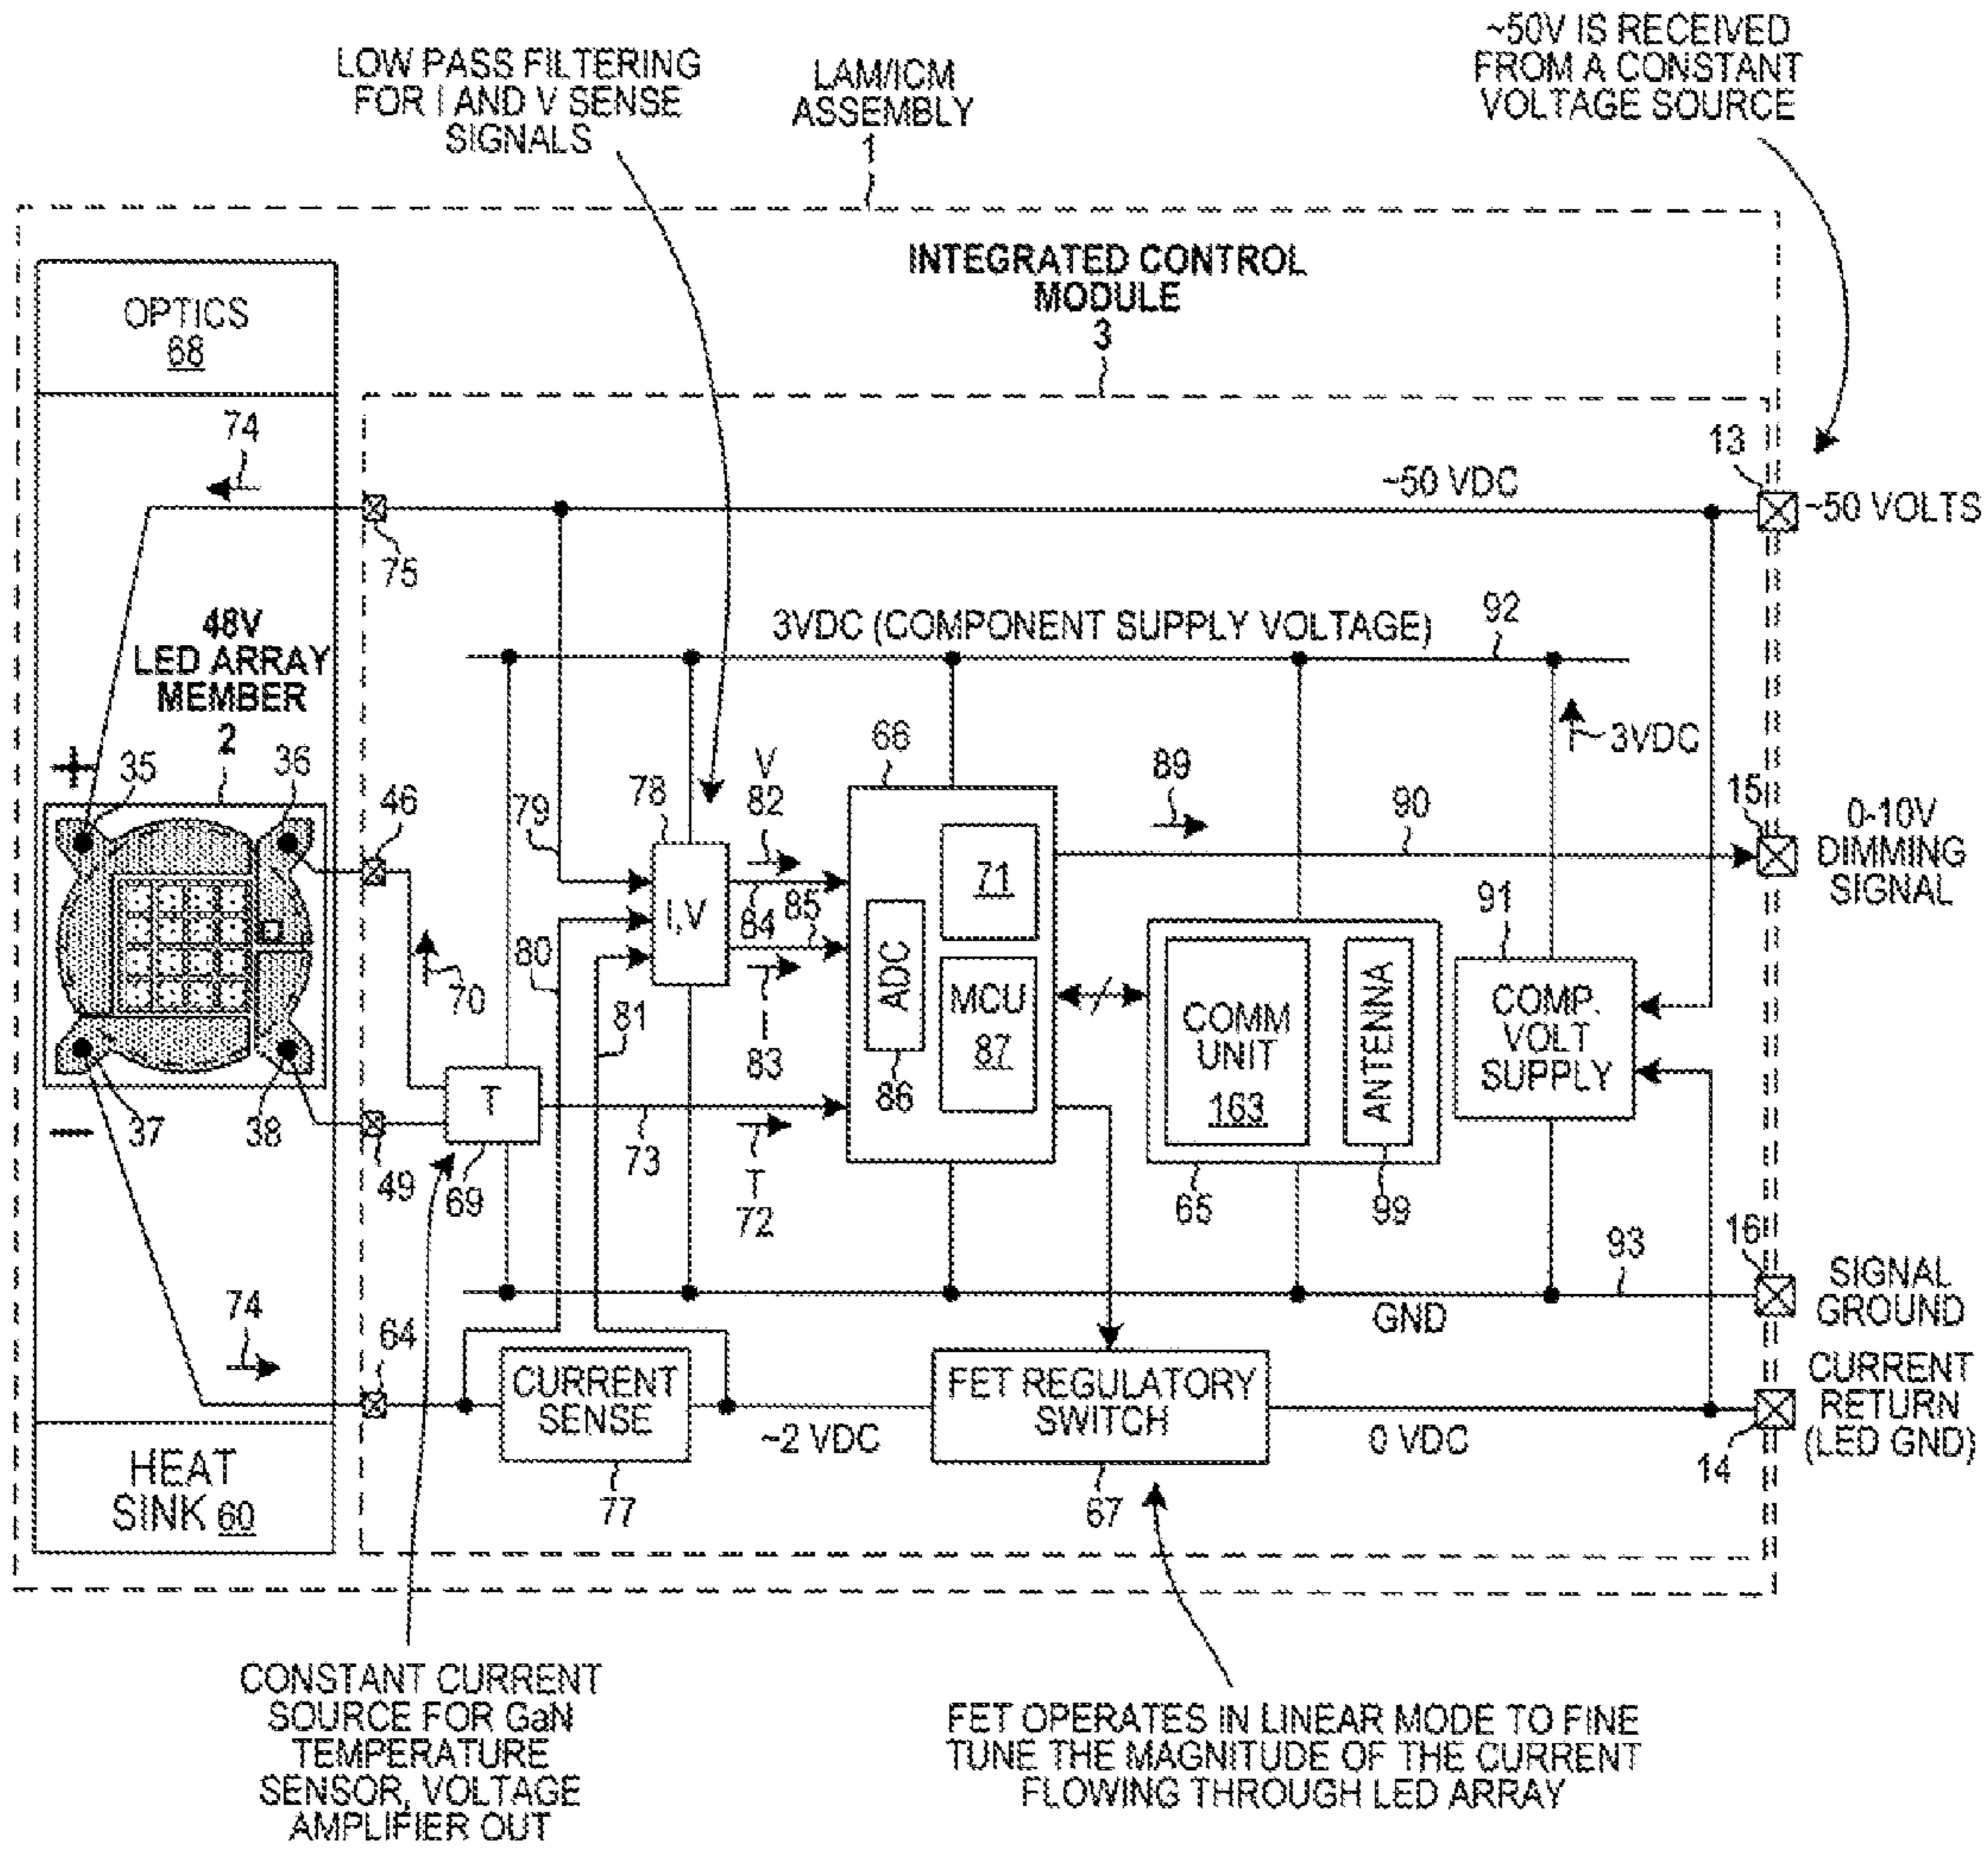 LOW PASS FILTERING
FOR I AND V SENSE
SIGNALS
LAM/ICM
ASSEMBLY
1
~50V IS RECEIVED
FROM A CONSTANT
VOLTAGE SOURCE
INTEGRATED CONTROL
MODULE
3
OPTICS
68
74
75
~50 VDC
13
~50 VOLTS
48V
LED ARRAY
MEMBER
2
3VDC (COMPONENT SUPPLY VOLTAGE)
92
3VDC
+
35
36
46
79
78
V
82
66
89
90
15
0-10V
DIMMING
SIGNAL
I,V
84
85
71
ADC
86
MCU
87
91
70
80
81
I
83
COMM
UNIT
163
ANTENNA
COMP.
VOLT
SUPPLY
—
37
38
49
T
69
73
T
72
65
99
93
16
SIGNAL
GROUND
GND
74
64
CURRENT
SENSE
77
~2 VDC
FET REGULATORY
SWITCH
67
0 VDC
14
CURRENT
RETURN
(LED GND)
HEAT
SINK 60
CONSTANT CURRENT
SOURCE FOR GaN
TEMPERATURE
SENSOR, VOLTAGE
AMPLIFIER OUT
FET OPERATES IN LINEAR MODE TO FINE
TUNE THE MAGNITUDE OF THE CURRENT
FLOWING THROUGH LED ARRAY